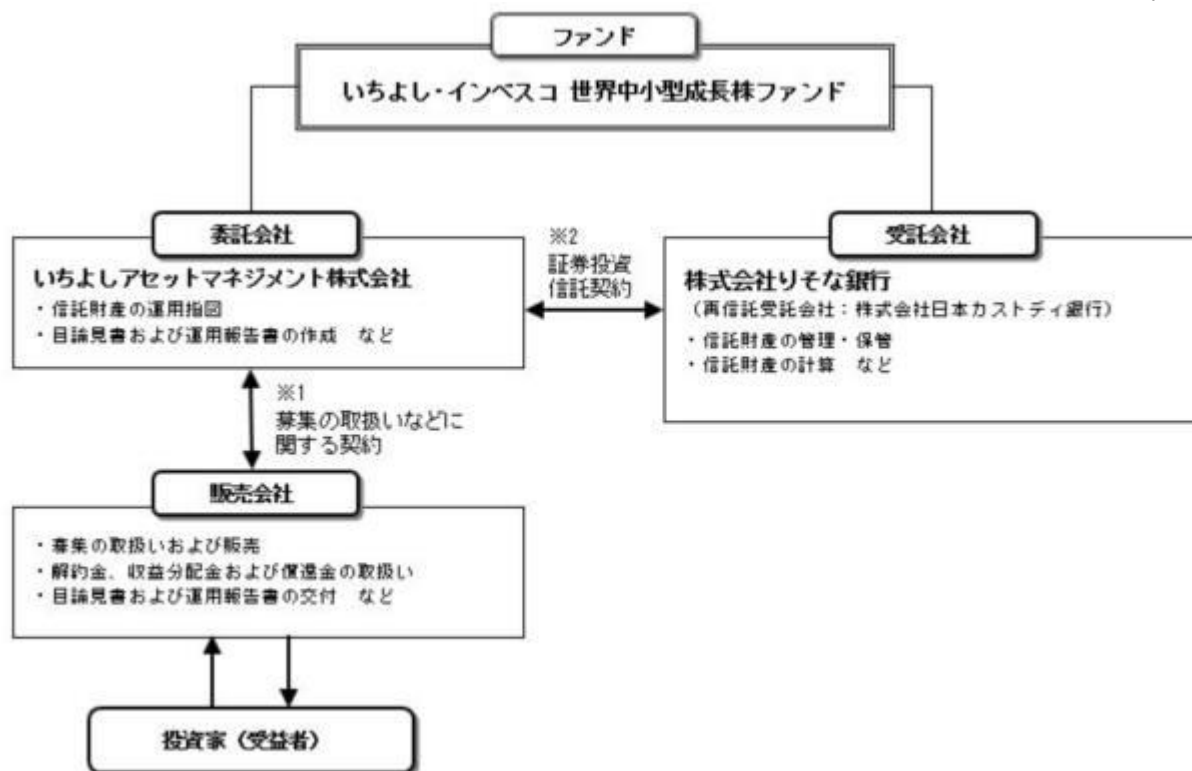 ファンド
いちよし・インベスコ 世界中小型成長株ファンド
委託会社
いちよしアセットマネジメント株式会社
・信託財産の運用指図
・目論見書および運用報告書の作成 など
※2
証券投資
信託契約
受託会社
株式会社りそな銀行
（再信託受託会社：株式会社日本カストディ銀行）
・信託財産の管理・保管
・信託財産の計算 など
※1
募集の取扱いなどに
関する契約
販売会社
・募集の取扱いおよび販売
・解約金、収益分配金および償還金の取扱い
・目論見書および運用報告書の交付 など
投資家（受益者）